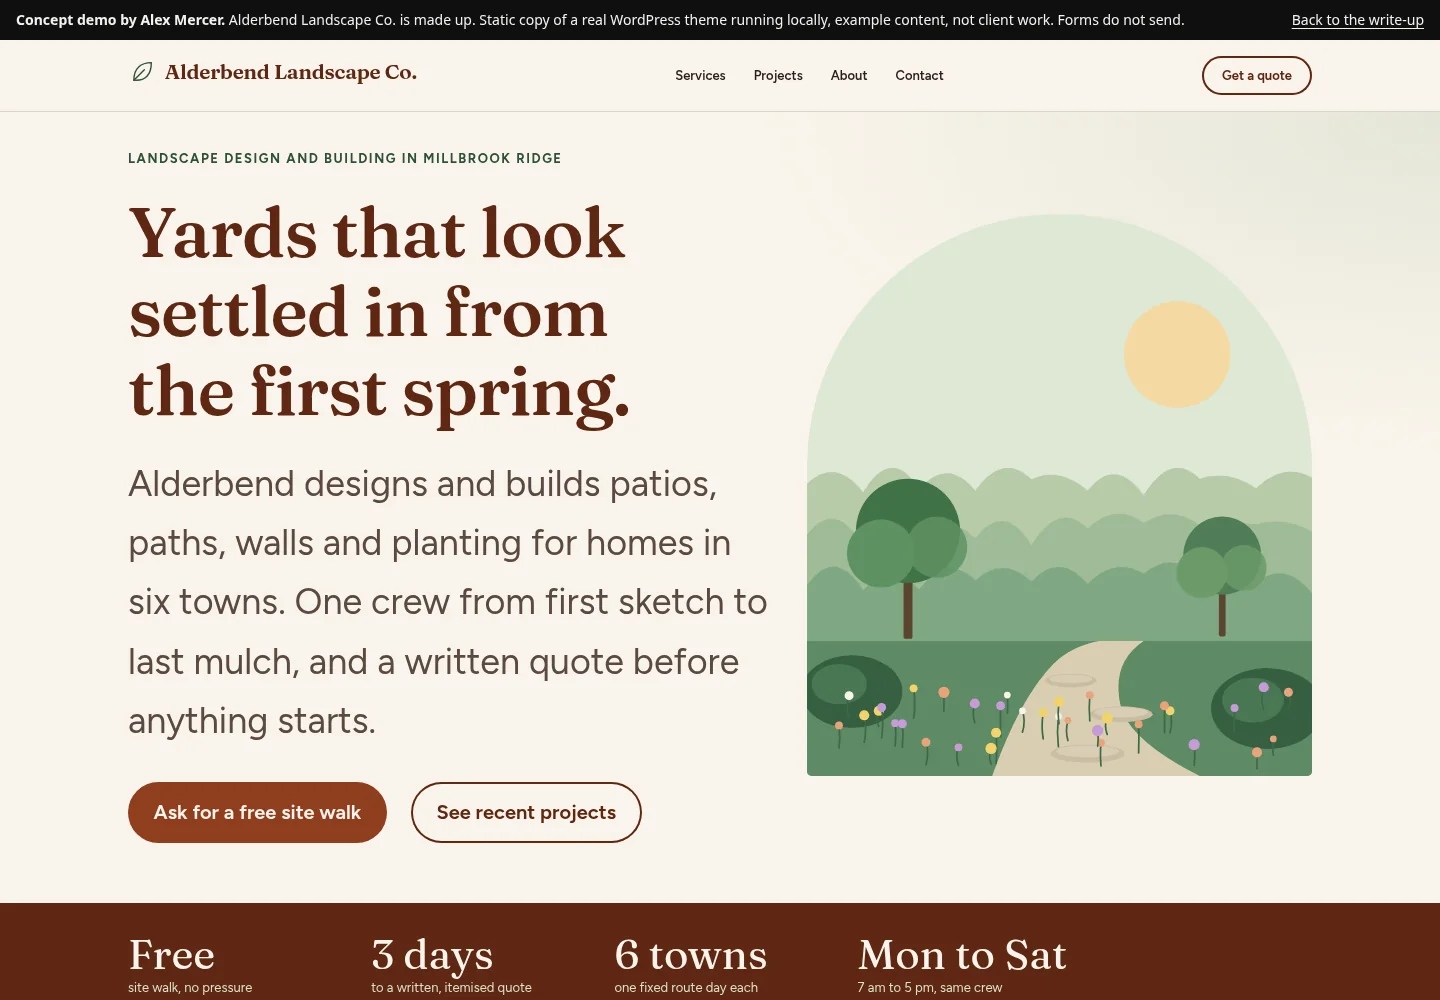 Concept demo by Alex Mercer. Alderbend Landscape Co. is made up. Static copy of a real WordPress theme running locally, example content, not client work. Forms do not send.
Back to the write-up
Alderbend Landscape Co.
Services
Projects
About
Contact
Get a quote
LANDSCAPE DESIGN AND BUILDING IN MILLBROOK RIDGE
Yards that look
settled in from
the first spring.
Alderbend designs and builds patios,
paths, walls and planting for homes in
six towns. One crew from first sketch to
last mulch, and a written quote before
anything starts.
Ask for a free site walk
See recent projects
Free
site walk, no pressure
3 days
to a written, itemised quote
6 towns
one fixed route day each
Mon to Sat
7 am to 5 pm, same crew